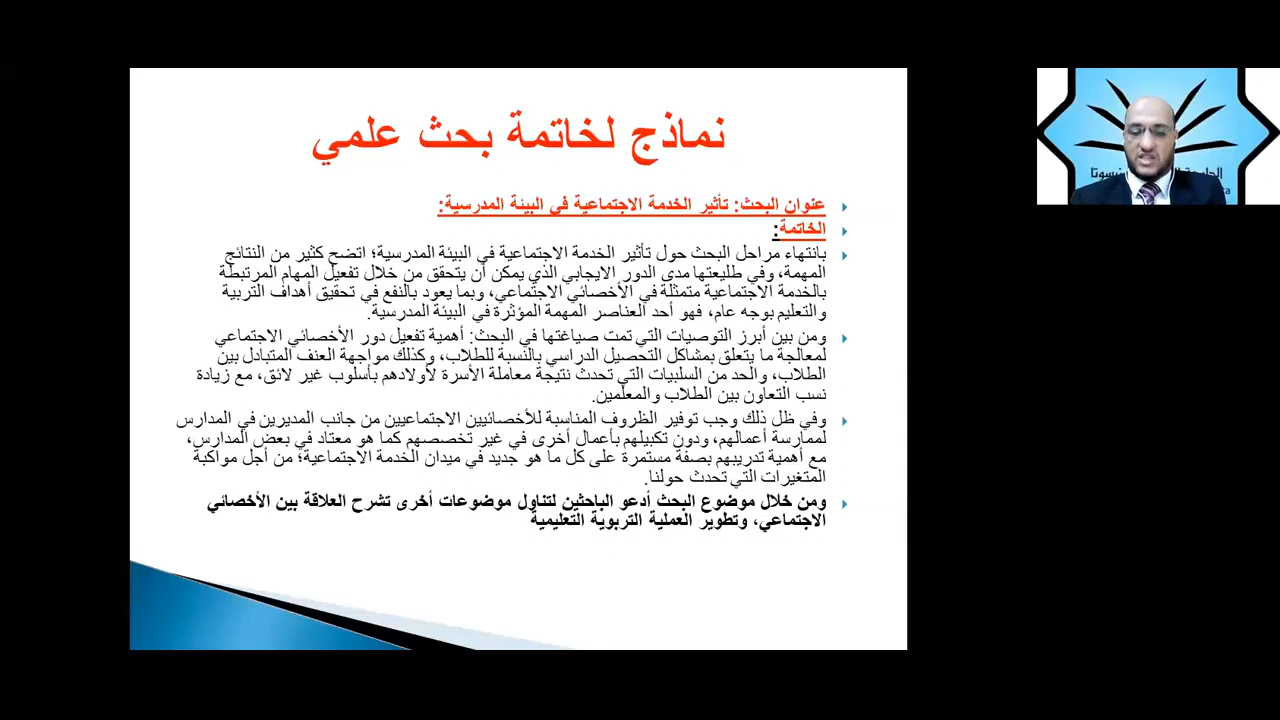 نماذج لخاتمة بحث علمي
عنوان البحث: تأثير الخدمة الاجتماعية في البيئة المدرسية:
الخاتمة:
بانتهاء مراحل البحث حول تأثير الخدمة الاجتماعية في البيئة المدرسية؛ اتضح كثير من النتائج
المهمة، وفي طليعتها مدى الدور الايجابي الذي يمكن أن يتحقق من خلال تفعيل المهام المرتبطة
بالخدمة الاجتماعية متمثلة في الأخصائي الاجتماعي، وبما يعود بالنفع في تحقيق أهداف التربية
والتعليم بوجه عام، فهو أحد العناصر المهمة المؤثرة في البيئة المدرسية.
ومن بين أبرز التوصيات التي تمت صياغتها في البحث: أهمية تفعيل دور الأخصائي الاجتماعي
لمعالجة ما يتعلق بمشاكل التحصيل الدراسي بالنسبة للطلاب، وكذلك مواجهة العنف المتبادل بين
الطلاب، والحد من السلبيات التي تحدث نتيجة معاملة الأسرة لأولادهم بأسلوب غير لائق، مع زيادة
نسب التعاون بين الطلاب والمعلمين.
وفي ظل ذلك وجب توفير الظروف المناسبة للأخصائيين الاجتماعيين من جانب المديرين في المدارس
لممارسة أعمالهم، ودون تكبيلهم بأعمال أخرى في غير تخصصهم كما هو معتاد في بعض المدارس،
مع أهمية تدريبهم بصفة مستمرة على كل ما هو جديد في ميدان الخدمة الاجتماعية؛ من أجل مواكبة
المتغيرات التي تحدث حولنا.
ومن خلال موضوع البحث أدعو الباحثين لتناول موضوعات أخرى تشرح العلاقة بين الأخصائي
الاجتماعي، وتطوير العملية التربوية التعليمية